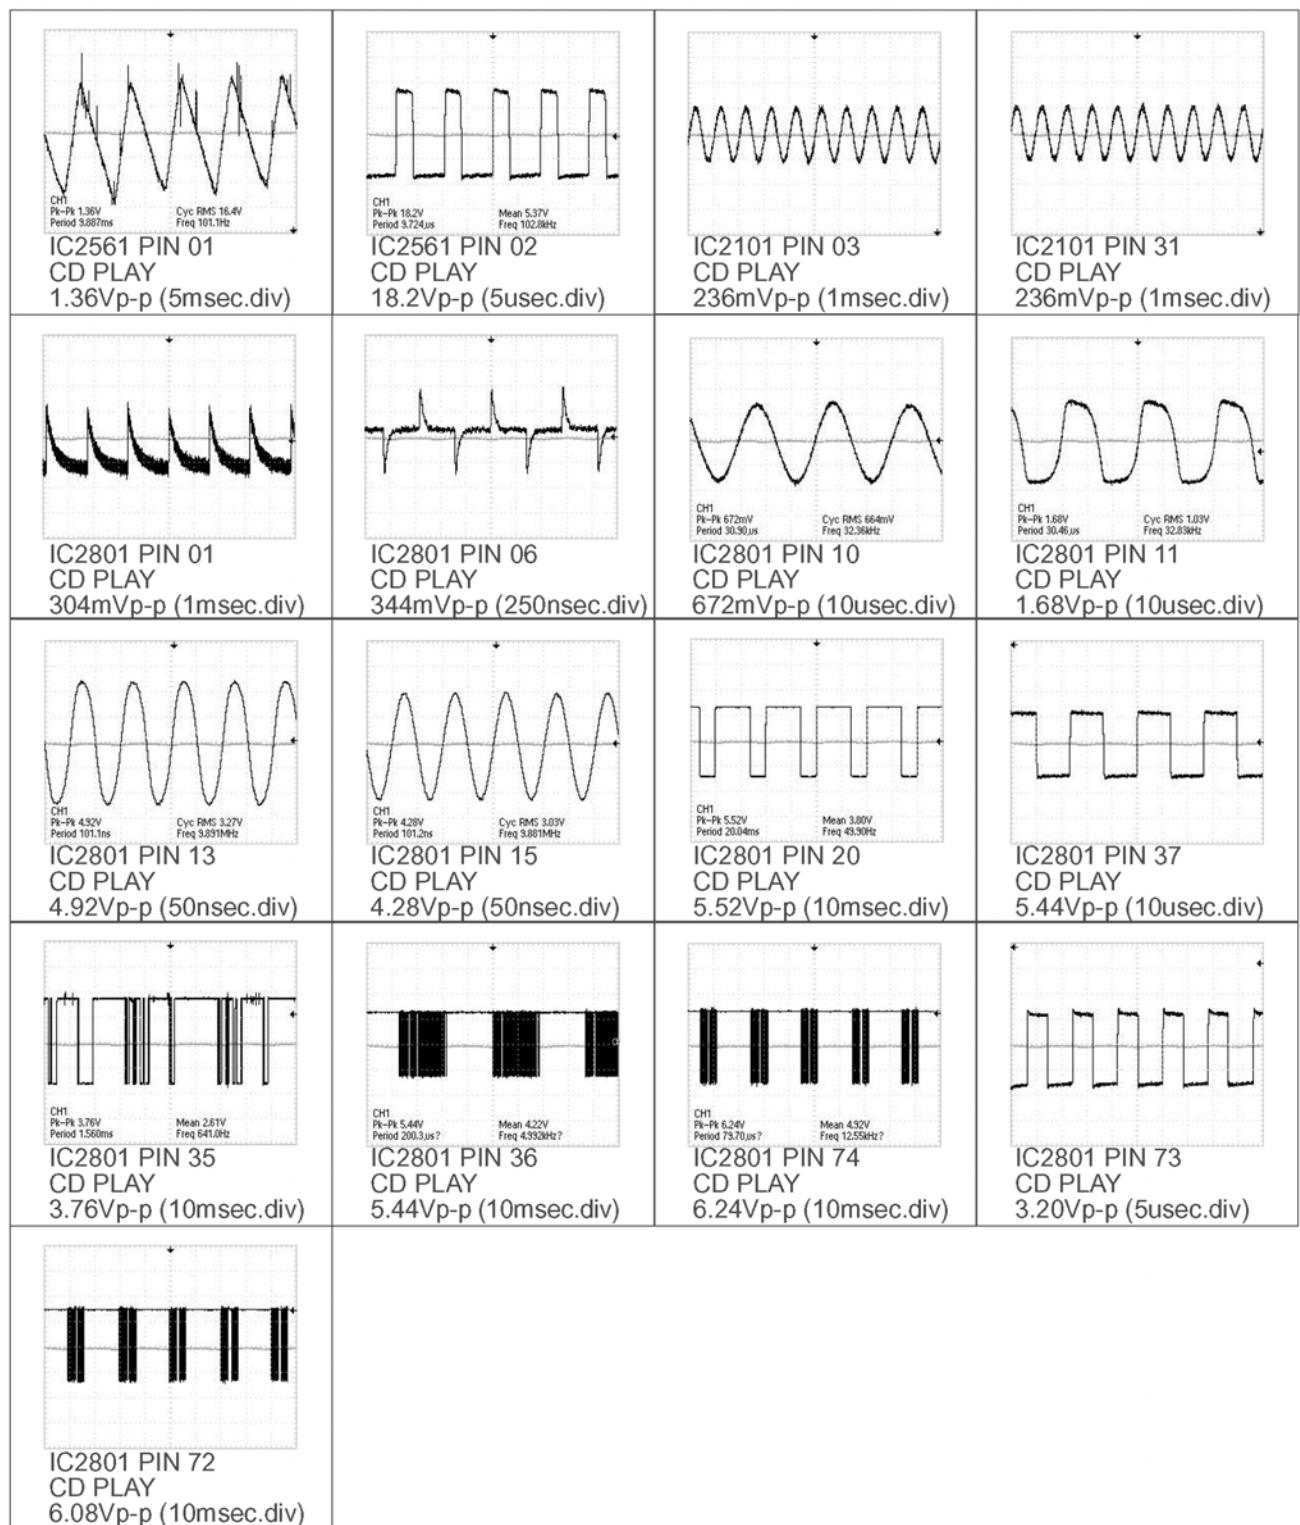 CH1
Pk-Pk 1.36V Cyc RMS 16.4V
Period 9.887ms Freq 101.1Hz
IC2561 PIN 01
CD PLAY
1.36Vp-p (5msec.div)
CH1
Pk-Pk 18.2V Mean 5.37V
Period 9.724us Freq 102.8kHz
IC2561 PIN 02
CD PLAY
18.2Vp-p (5usec.div)
IC2101 PIN 03
CD PLAY
236mVp-p (1msec.div)
IC2101 PIN 31
CD PLAY
236mVp-p (1msec.div)
IC2801 PIN 01
CD PLAY
304mVp-p (1msec.div)
IC2801 PIN 06
CD PLAY
344mVp-p (250nsec.div)
CH1
Pk-Pk 672mV Cyc RMS 664mV
Period 30.90us Freq 32.36kHz
IC2801 PIN 10
CD PLAY
672mVp-p (10usec.div)
CH1
Pk-Pk 1.68V Cyc RMS 1.03V
Period 30.46us Freq 32.83kHz
IC2801 PIN 11
CD PLAY
1.68Vp-p (10usec.div)
CH1
Pk-Pk 4.92V Cyc RMS 3.27V
Period 101.1ns Freq 9.891MHz
IC2801 PIN 13
CD PLAY
4.92Vp-p (50nsec.div)
CH1
Pk-Pk 4.28V Cyc RMS 3.03V
Period 101.2ns Freq 9.881MHz
IC2801 PIN 15
CD PLAY
4.28Vp-p (50nsec.div)
CH1
Pk-Pk 5.52V Mean 3.80V
Period 20.04ms Freq 49.90Hz
IC2801 PIN 20
CD PLAY
5.52Vp-p (10msec.div)
IC2801 PIN 37
CD PLAY
5.44Vp-p (10usec.div)
CH1
Pk-Pk 3.76V Mean 2.61V
Period 1.560ms Freq 641.0Hz
IC2801 PIN 35
CD PLAY
3.76Vp-p (10msec.div)
CH1
Pk-Pk 5.44V Mean 4.22V
Period 200.3us? Freq 4.992kHz?
IC2801 PIN 36
CD PLAY
5.44Vp-p (10msec.div)
CH1
Pk-Pk 6.24V Mean 4.92V
Period 79.70us? Freq 12.55kHz?
IC2801 PIN 74
CD PLAY
6.24Vp-p (10msec.div)
IC2801 PIN 73
CD PLAY
3.20Vp-p (5usec.div)
IC2801 PIN 72
CD PLAY
6.08Vp-p (10msec.div)